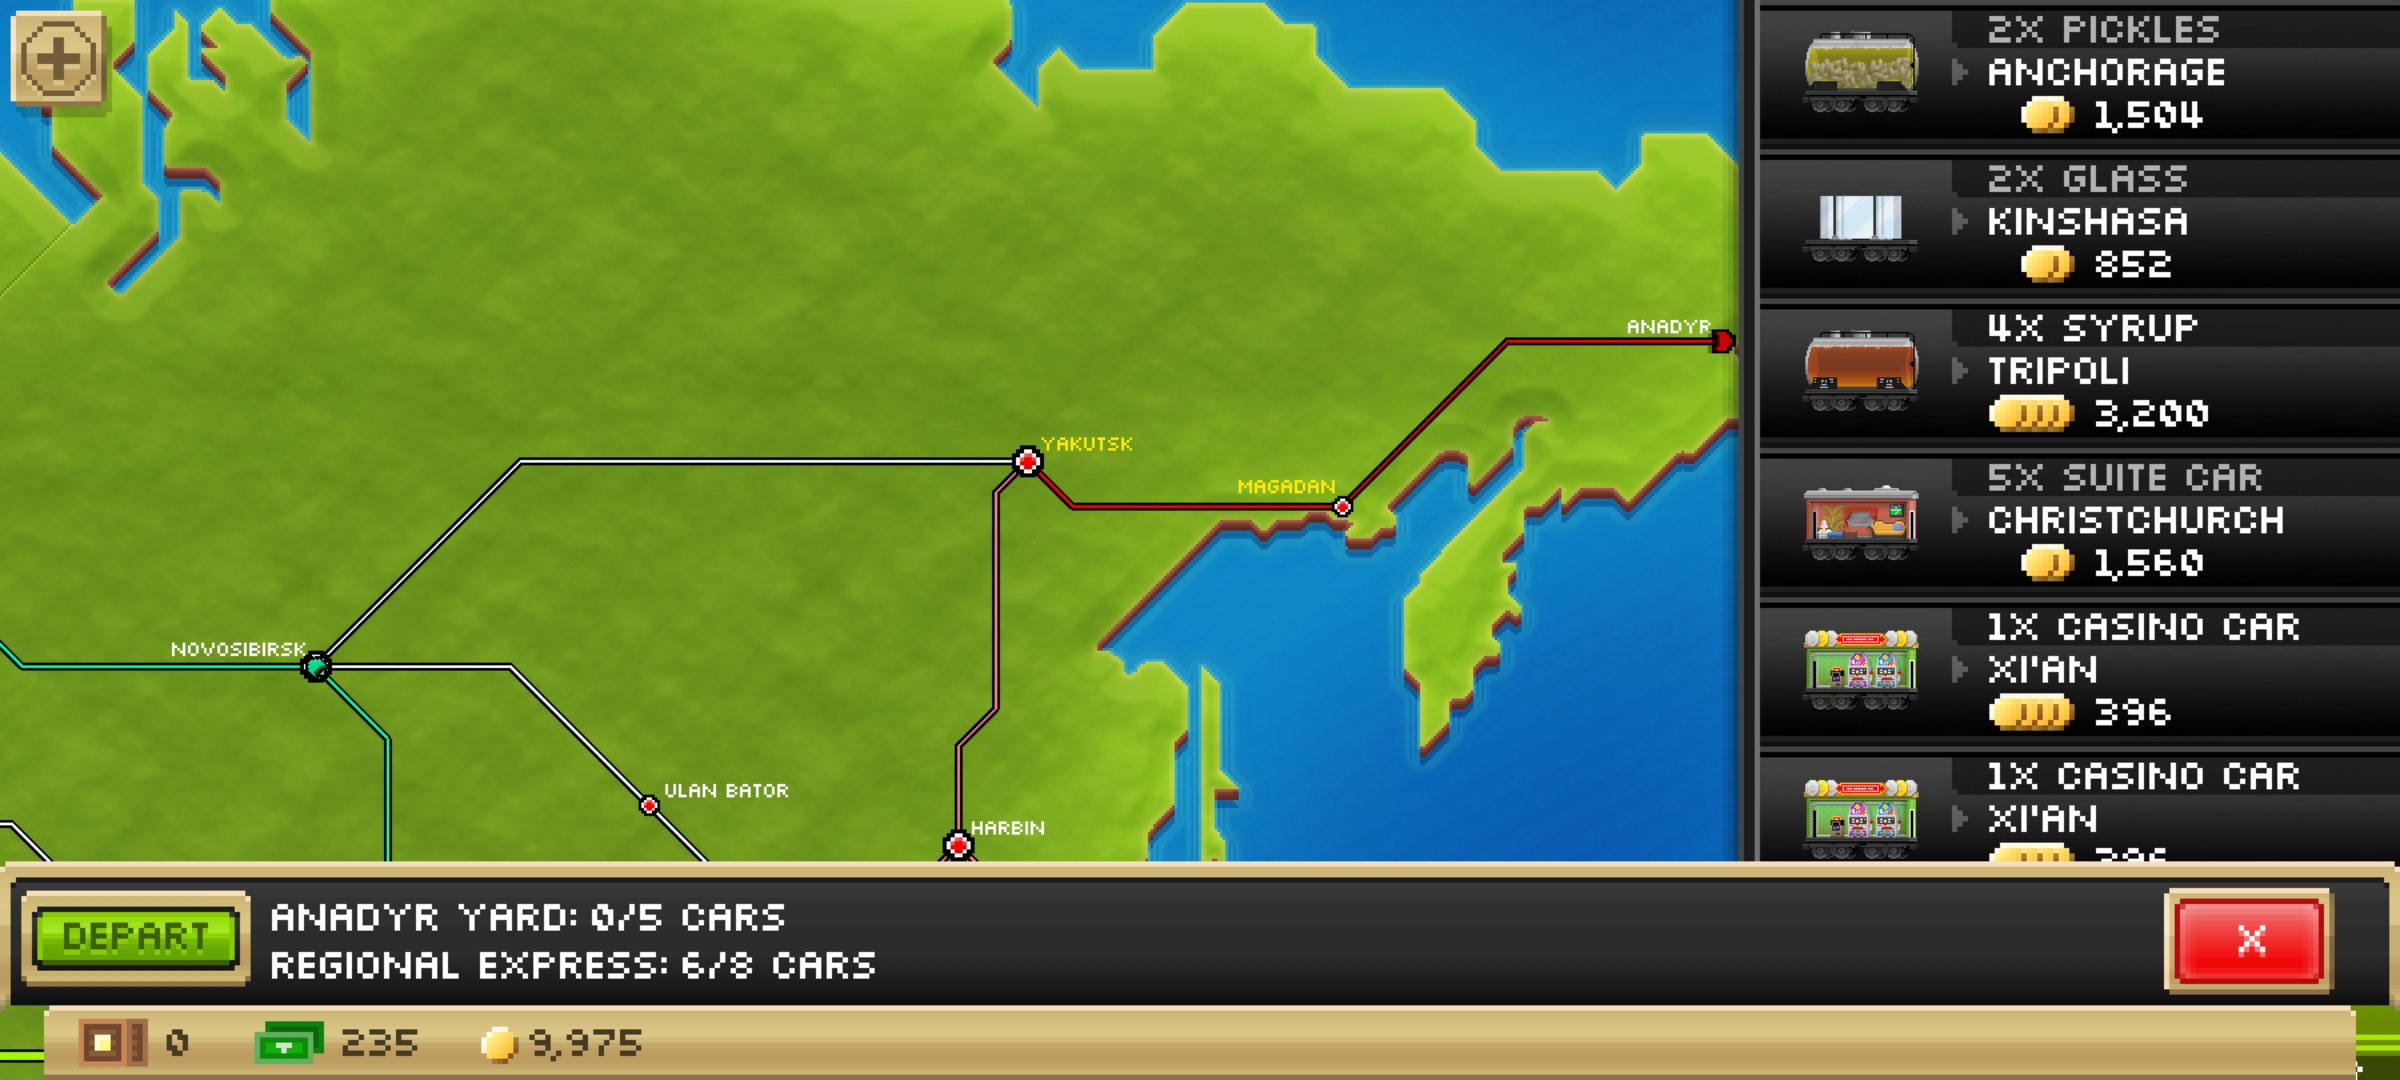 2X PICKLES
ANCHORAGE
1,504
2X GLASS
KINSHASA
852
4X SYRUP
TRIPOLI
3,200
5X SUITE CAR
CHRISTCHURCH
1,560
1X CASINO CAR
XI'AN
396
1X CASINO CAR
XI'AN
396
ANADYR
YAKUTSK
MAGADAN
NOVOSIBIRSK
ULAN BATOR
HARBIN
DEPART
ANADYR YARD: 0/5 CARS
REGIONAL EXPRESS: 6/8 CARS
X
0
235
9,975